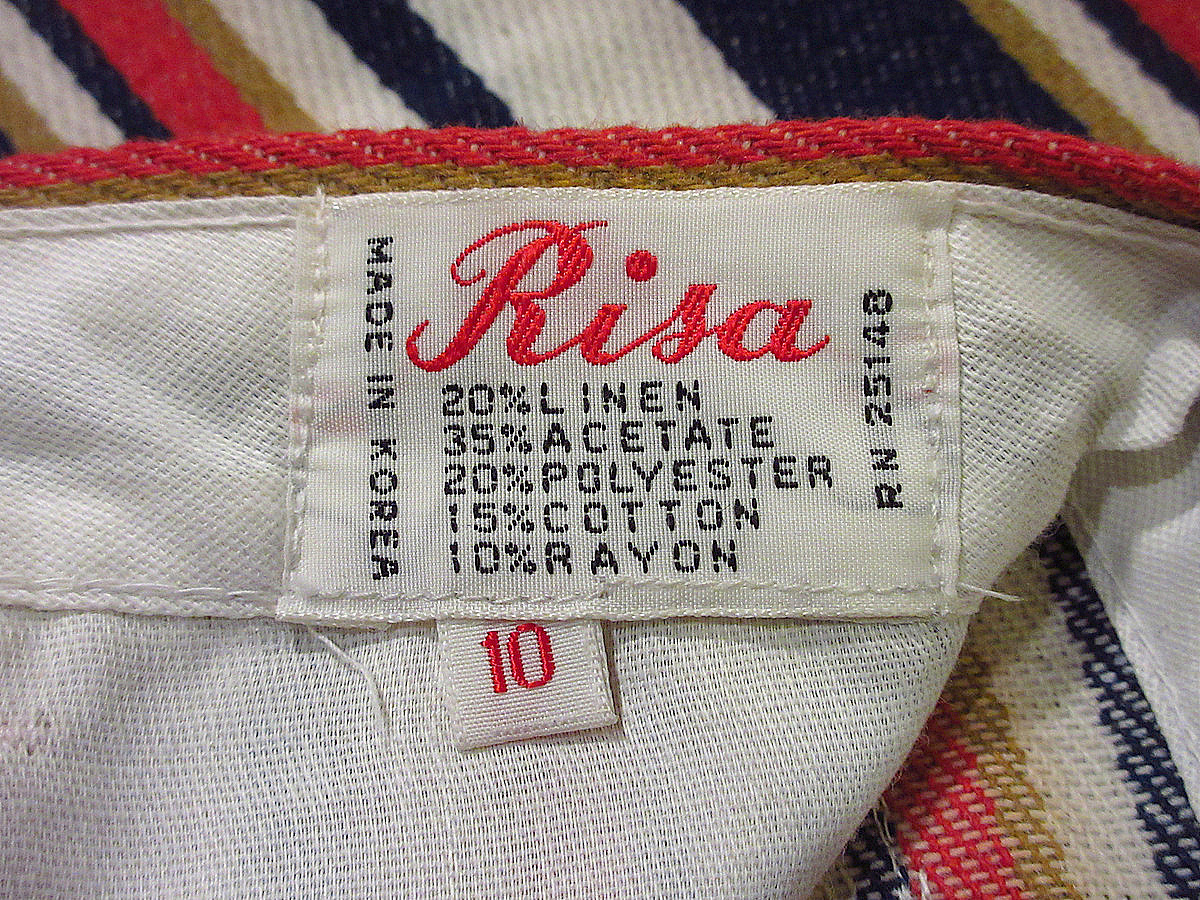 Risa
MADE IN KOREA
20% LINEN
35% ACETATE
20% POLYESTER
15% COTTON
10% RAYON
RN 25148
10